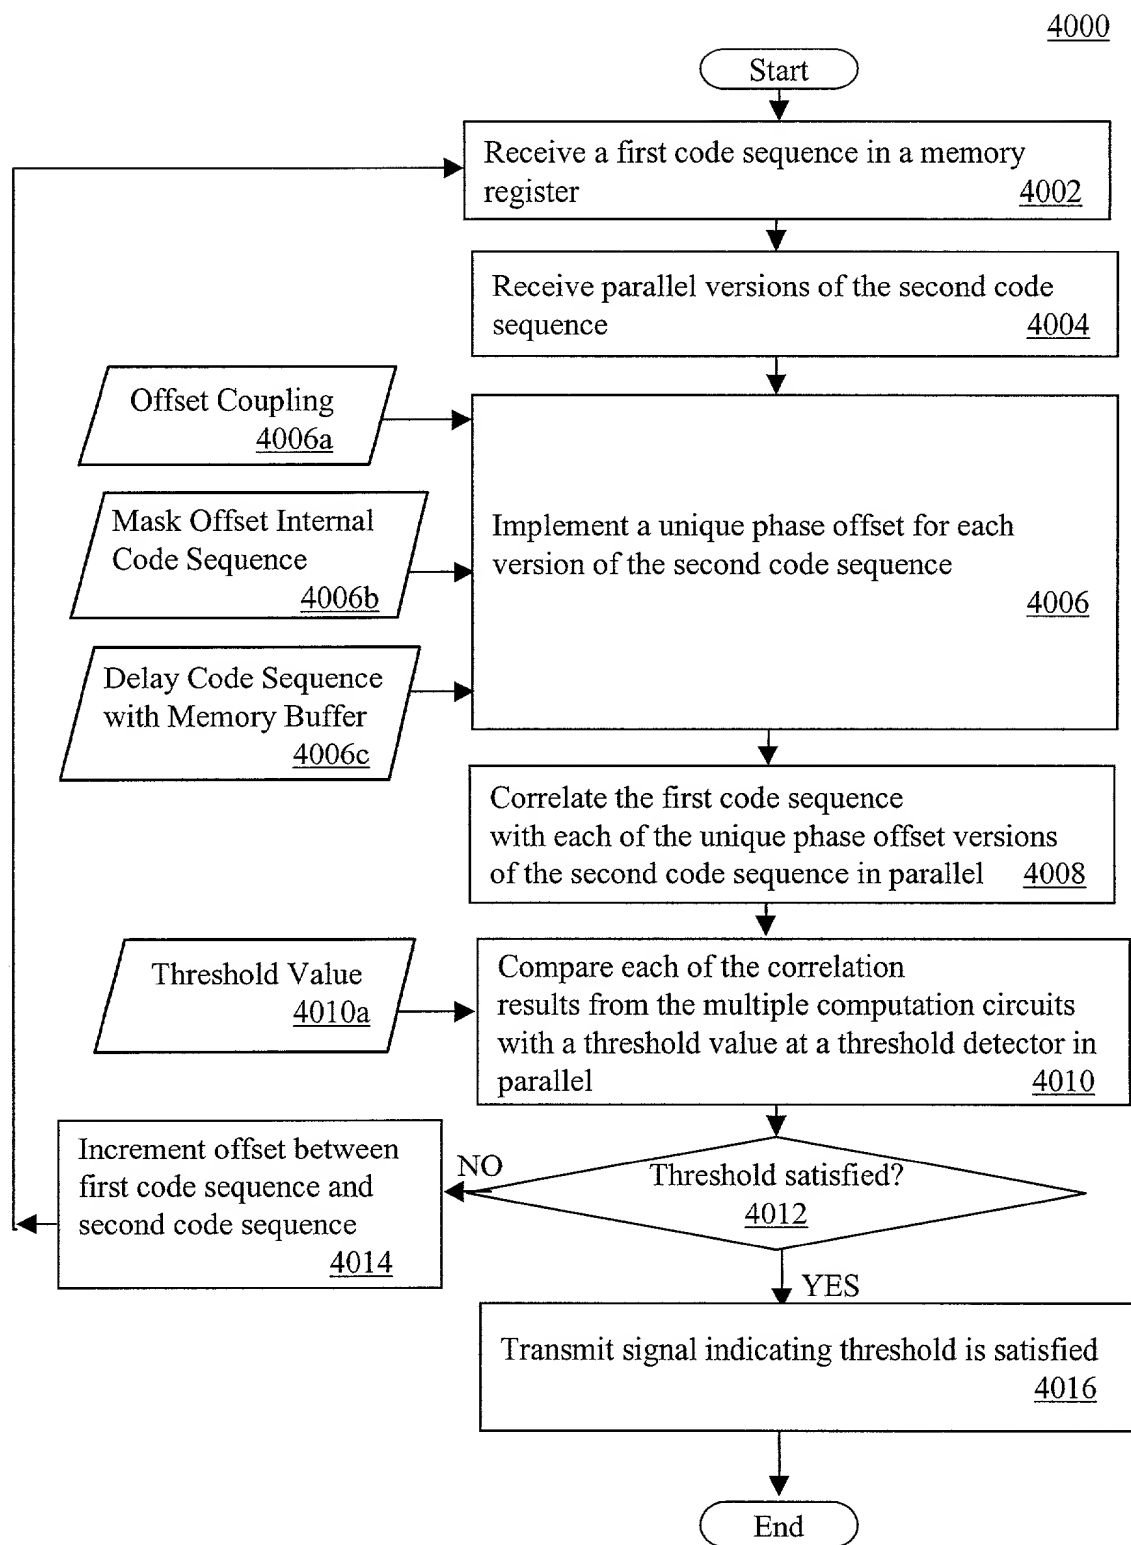 4000
Start
Receive a first code sequence in a memory
register 4002
Receive parallel versions of the second code
sequence 4004
Offset Coupling
4006a
Mask Offset Internal
Code Sequence
4006b
Delay Code Sequence
with Memory Buffer
4006c
Implement a unique phase offset for each
version of the second code sequence
4006
Correlate the first code sequence
with each of the unique phase offset versions
of the second code sequence in parallel 4008
Threshold Value
4010a
Compare each of the correlation
results from the multiple computation circuits
with a threshold value at a threshold detector in
parallel 4010
Threshold satisfied?
4012
NO
Increment offset between
first code sequence and
second code sequence
4014
YES
Transmit signal indicating threshold is satisfied
4016
End